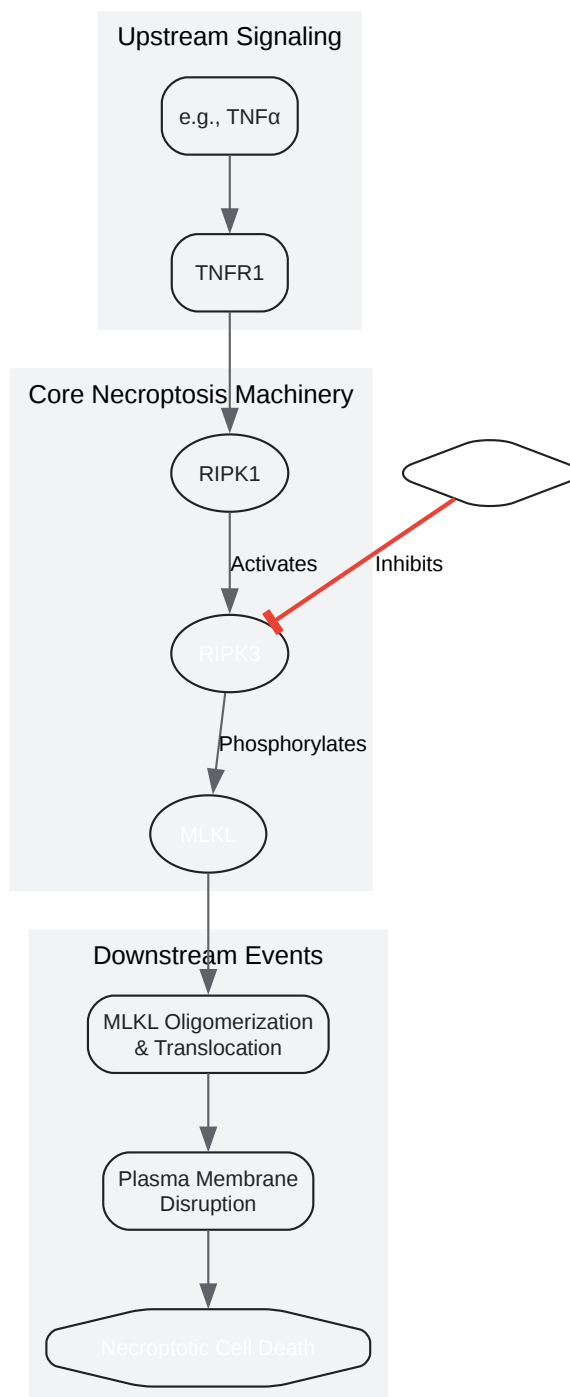 Upstream Signaling
e.g., TNFα
TNFR1
Core Necroptosis Machinery
RIPK1
Activates
Inhibits
RIPK3
Phosphorylates
MLKL
Downstream Events
MLKL Oligomerization
& Translocation
Plasma Membrane
Disruption
Necroptotic Cell Death